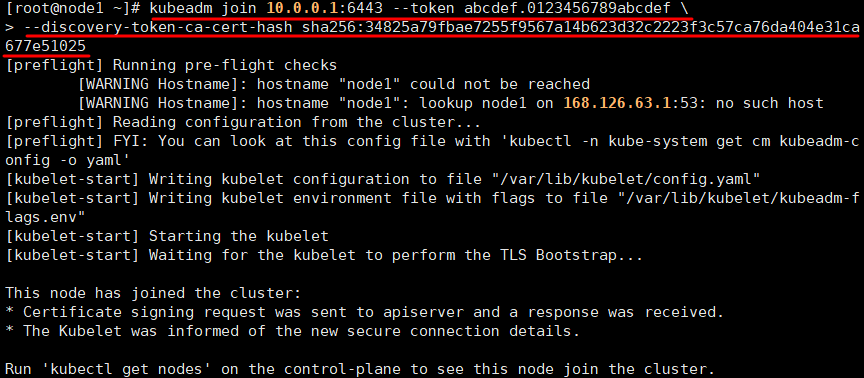 [root@node1 ~]# kubeadm join 10.0.0.1:6443 --token abcdef.0123456789abcdef \
> --discovery-token-ca-cert-hash sha256:34825a79fbae7255f9567a14b623d32c2223f3c57ca76da404e31ca
677e51025
[preflight] Running pre-flight checks
        [WARNING Hostname]: hostname "node1" could not be reached
        [WARNING Hostname]: hostname "node1": lookup node1 on 168.126.63.1:53: no such host
[preflight] Reading configuration from the cluster...
[preflight] FYI: You can look at this config file with 'kubectl -n kube-system get cm kubeadm-c
onfig -o yaml'
[kubelet-start] Writing kubelet configuration to file "/var/lib/kubelet/config.yaml"
[kubelet-start] Writing kubelet environment file with flags to file "/var/lib/kubelet/kubeadm-f
lags.env"
[kubelet-start] Starting the kubelet
[kubelet-start] Waiting for the kubelet to perform the TLS Bootstrap...

This node has joined the cluster:
* Certificate signing request was sent to apiserver and a response was received.
* The Kubelet was informed of the new secure connection details.

Run 'kubectl get nodes' on the control-plane to see this node join the cluster.